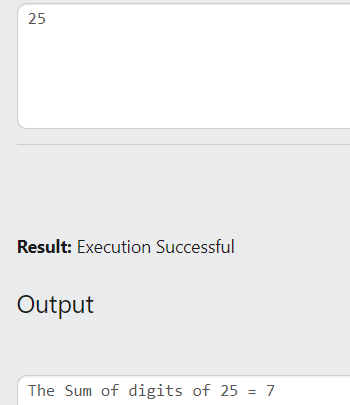 25
Result: Execution Successful
Output
The Sum of digits of 25 = 7